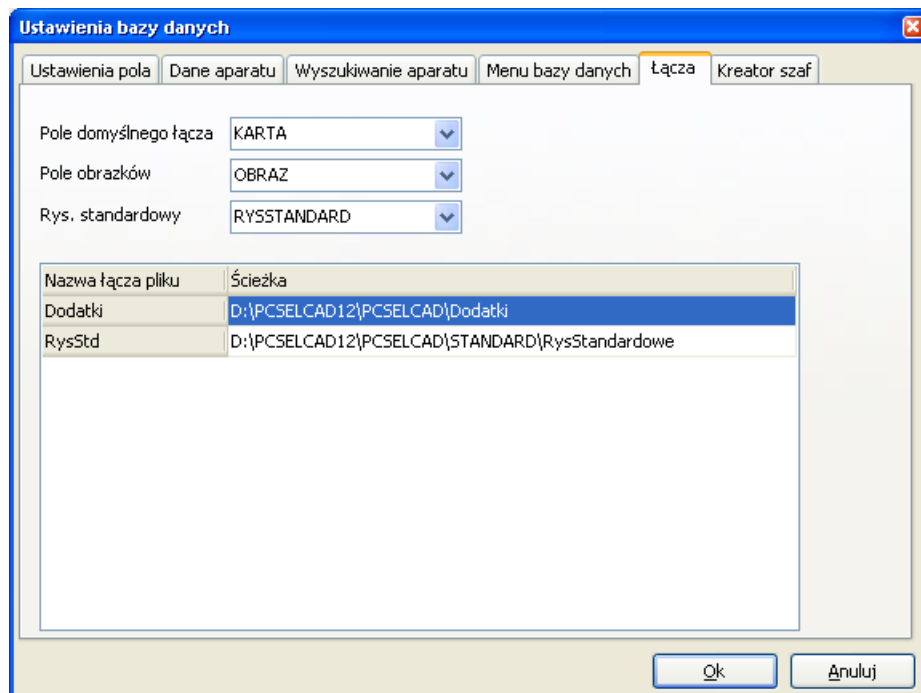 Ustawienia bazy danych
Ustawienia pola Dane aparatu Wyszukiwanie aparatu Menu bazy danych Łącza Kreator szaf
Pole domyślnego łącza KARTA
Pole obrazków OBRAZ
Rys. standardowy RYSSTANDARD
Nazwa łącza pliku Ścieżka
Dodatki D:\PCSELCAD12\PCSELCAD\Dodatki
RysStd D:\PCSELCAD12\PCSELCAD\STANDARD\RysStandardowe
Ok Anuluj